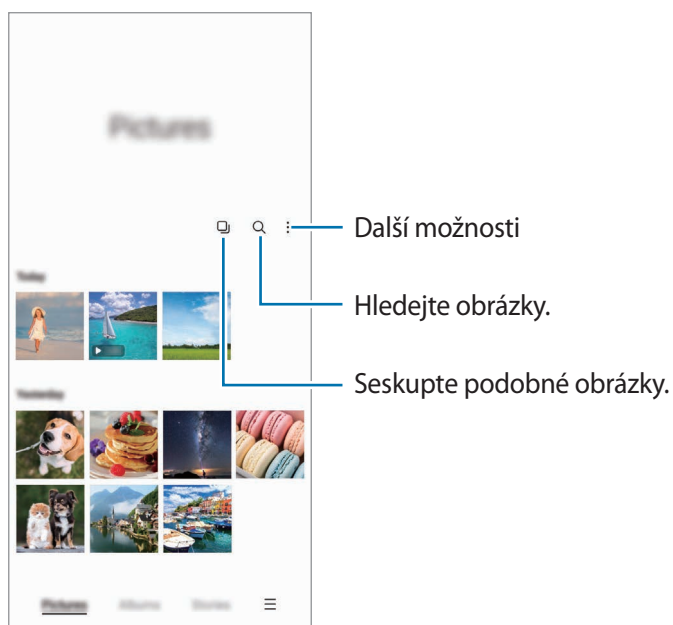 Pictures
Další možnosti
Hledejte obrázky.
Seskupte podobné obrázky.
Today
Yesterday
Pictures Albums Stories